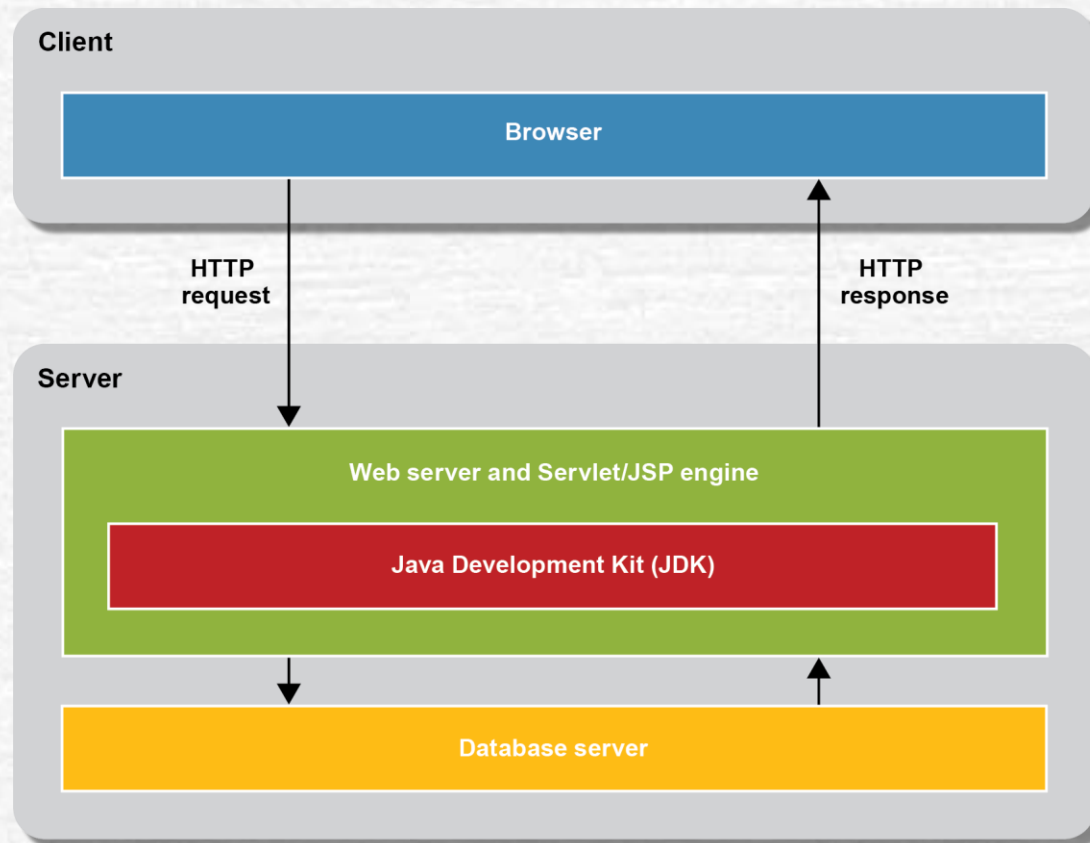 Client
Browser
HTTP
request
HTTP
response
Server
Web server and Servlet/JSP engine
Java Development Kit (JDK)
Database server